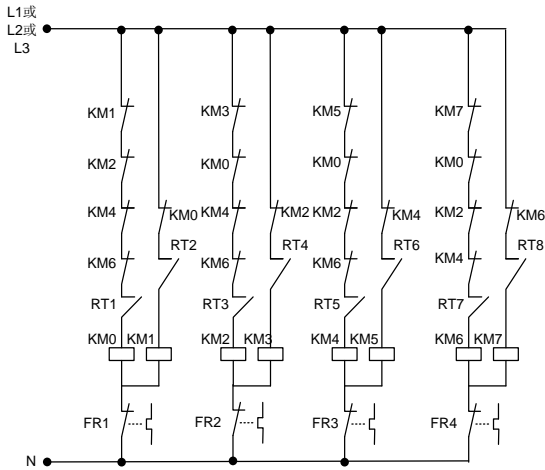 L1或
L2或
L3
KM1 KM3 KM5 KM7
KM2 KM0 KM0 KM0
KM4 KM0 KM4 KM2 KM2 KM4 KM2 KM6
RT2 RT4 RT6 RT8
KM6 KM6 KM6 KM4
RT1 RT3 RT5 RT7
KM0 KM1 KM2 KM3 KM4 KM5 KM6 KM7
FR1 FR2 FR3 FR4
N